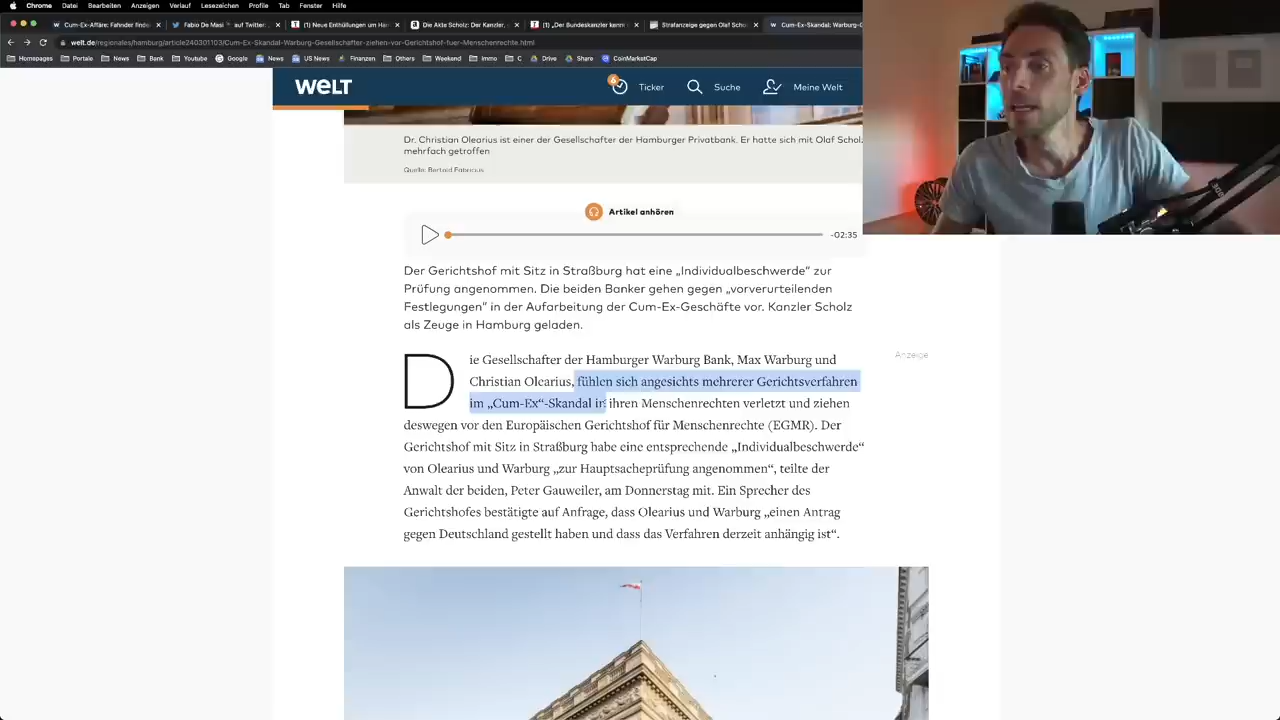 Chrome Datei Bearbeiten Anzeigen Verlauf Lesezeichen Profile Tab Fenster Hilfe
Cum-Ex-Affäre: Fahnder finden
Fabio De Masi auf Twitter:
(1) Neue Enthüllungen um Ham
Die Akte Scholz: Der Kanzler,
(1) „Der Bundeskanzler kennt
Strafanzeige gegen Olaf Scho
Cum-Ex-Skandal: Warburg-G
welt.de/regionales/hamburg/article240301103/Cum-Ex-Skandal-Warburg-Gesellschafter-ziehen-vor-Gerichtshof-fuer-Menschenrechte.html
Homepages Portale News Bank Youtube Google News US News Finanzen Others Weekend Immo C Drive Share CoinMarketCap
WELT
6 Ticker Suche Meine Welt
Dr. Christian Olearius ist einer der Gesellschafter der Hamburger Privatbank. Er hatte sich mit Olaf Scholz
mehrfach getroffen
Quelle: Bertold Fabricius
Artikel anhören
-02:35
Der Gerichtshof mit Sitz in Straßburg hat eine „Individualbeschwerde“ zur
Prüfung angenommen. Die beiden Banker gehen gegen „vorverurteilenden
Festlegungen“ in der Aufarbeitung der Cum-Ex-Geschäfte vor. Kanzler Scholz
als Zeuge in Hamburg geladen.
Die Gesellschafter der Hamburger Warburg Bank, Max Warburg und
Christian Olearius, fühlen sich angesichts mehrerer Gerichtsverfahren
im „Cum-Ex“-Skandal in ihren Menschenrechten verletzt und ziehen
deswegen vor den Europäischen Gerichtshof für Menschenrechte (EGMR). Der
Gerichtshof mit Sitz in Straßburg habe eine entsprechende „Individualbeschwerde“
von Olearius und Warburg „zur Hauptsacheprüfung angenommen“, teilte der
Anwalt der beiden, Peter Gauweiler, am Donnerstag mit. Ein Sprecher des
Gerichtshofes bestätigte auf Anfrage, dass Olearius und Warburg „einen Antrag
gegen Deutschland gestellt haben und dass das Verfahren derzeit anhängig ist“.
Anzeige